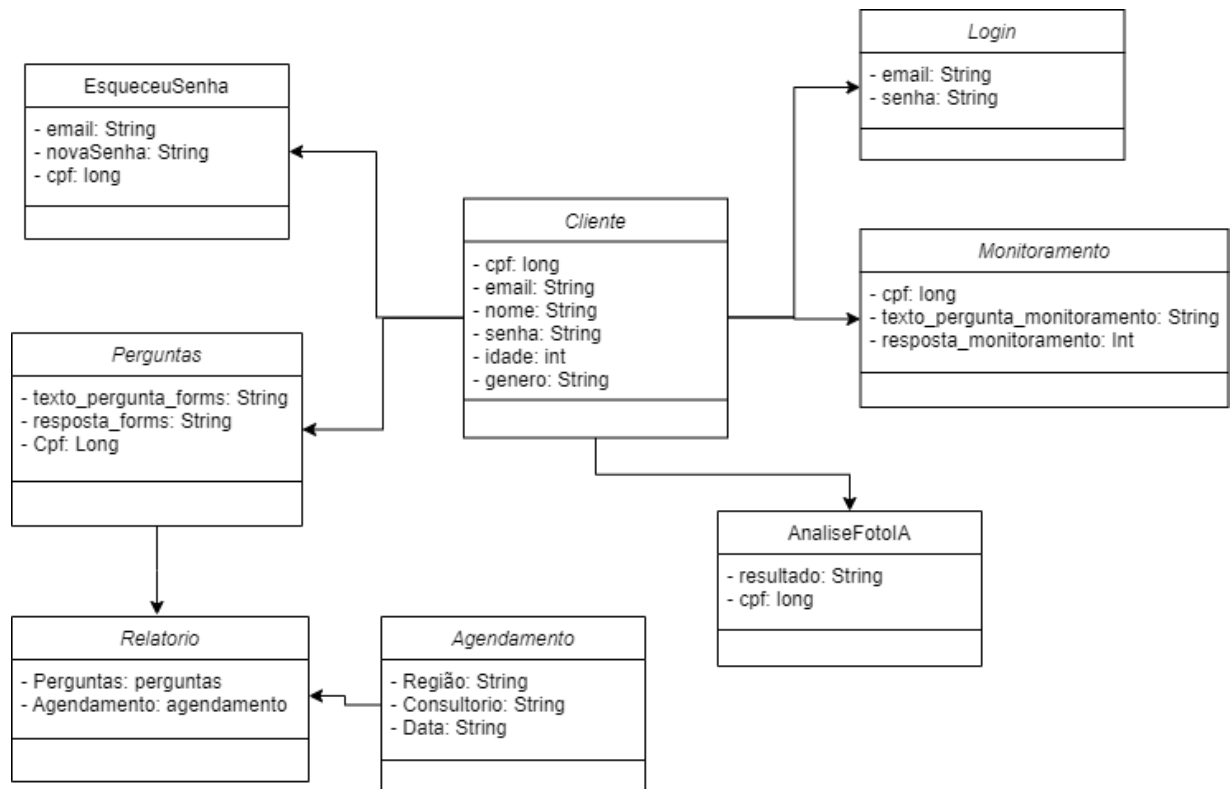 Login
- email: String
- senha: String
EsqueceuSenha
- email: String
- novaSenha: String
- cpf: long
Cliente
- cpf: long
- email: String
- nome: String
- senha: String
- idade: int
- genero: String
Monitoramento
- cpf: long
- texto_pergunta_monitoramento: String
- resposta_monitoramento: Int
Perguntas
- texto_pergunta_forms: String
- resposta_forms: String
- Cpf: Long
AnaliseFotoIA
- resultado: String
- cpf: long
Relatorio
- Perguntas: perguntas
- Agendamento: agendamento
Agendamento
- Região: String
- Consultorio: String
- Data: String